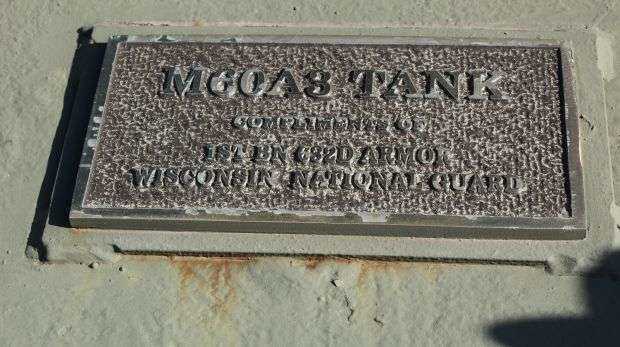 M60A3 TANK
COMPLIMENTS OF
1ST BN 632D ARMOR
WISCONSIN NATIONAL GUARD